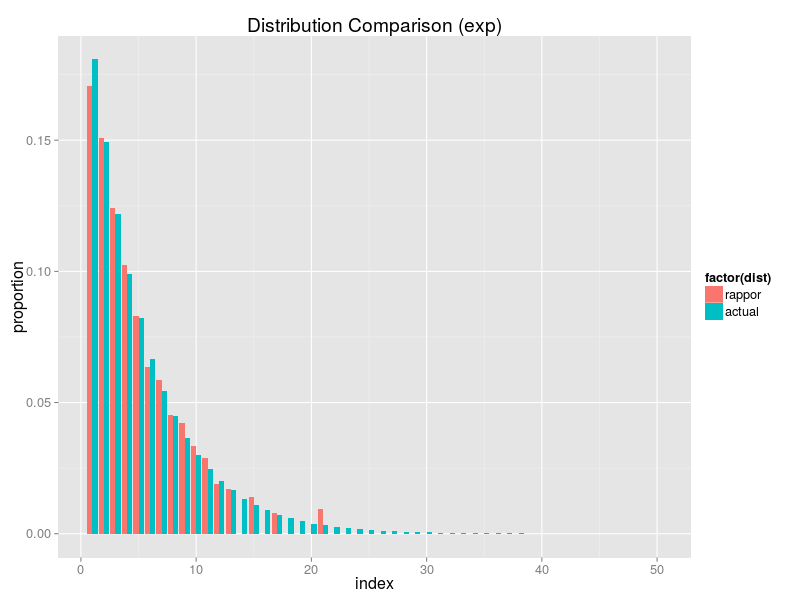 Distribution Comparison (exp)
proportion
0.15
0.10
0.05
0.00
0 10 20 30 40 50
index
factor(dist)
rappor
actual